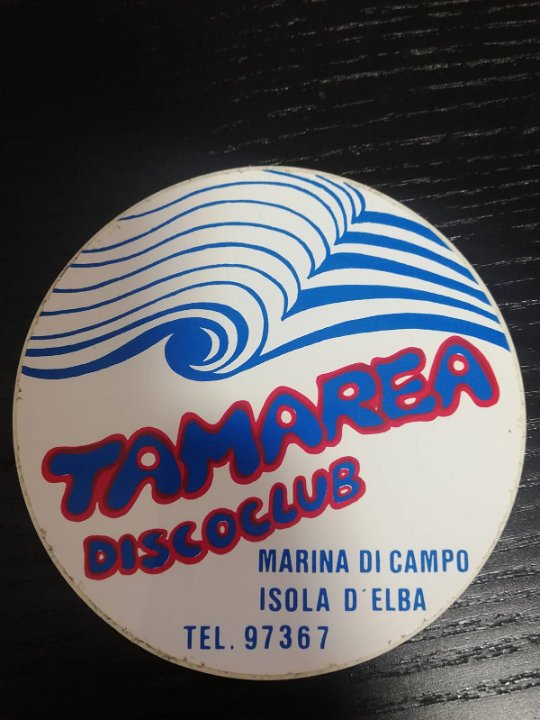 TAMAREA
DISCOCLUB
MARINA DI CAMPO
ISOLA D'ELBA
TEL. 97367